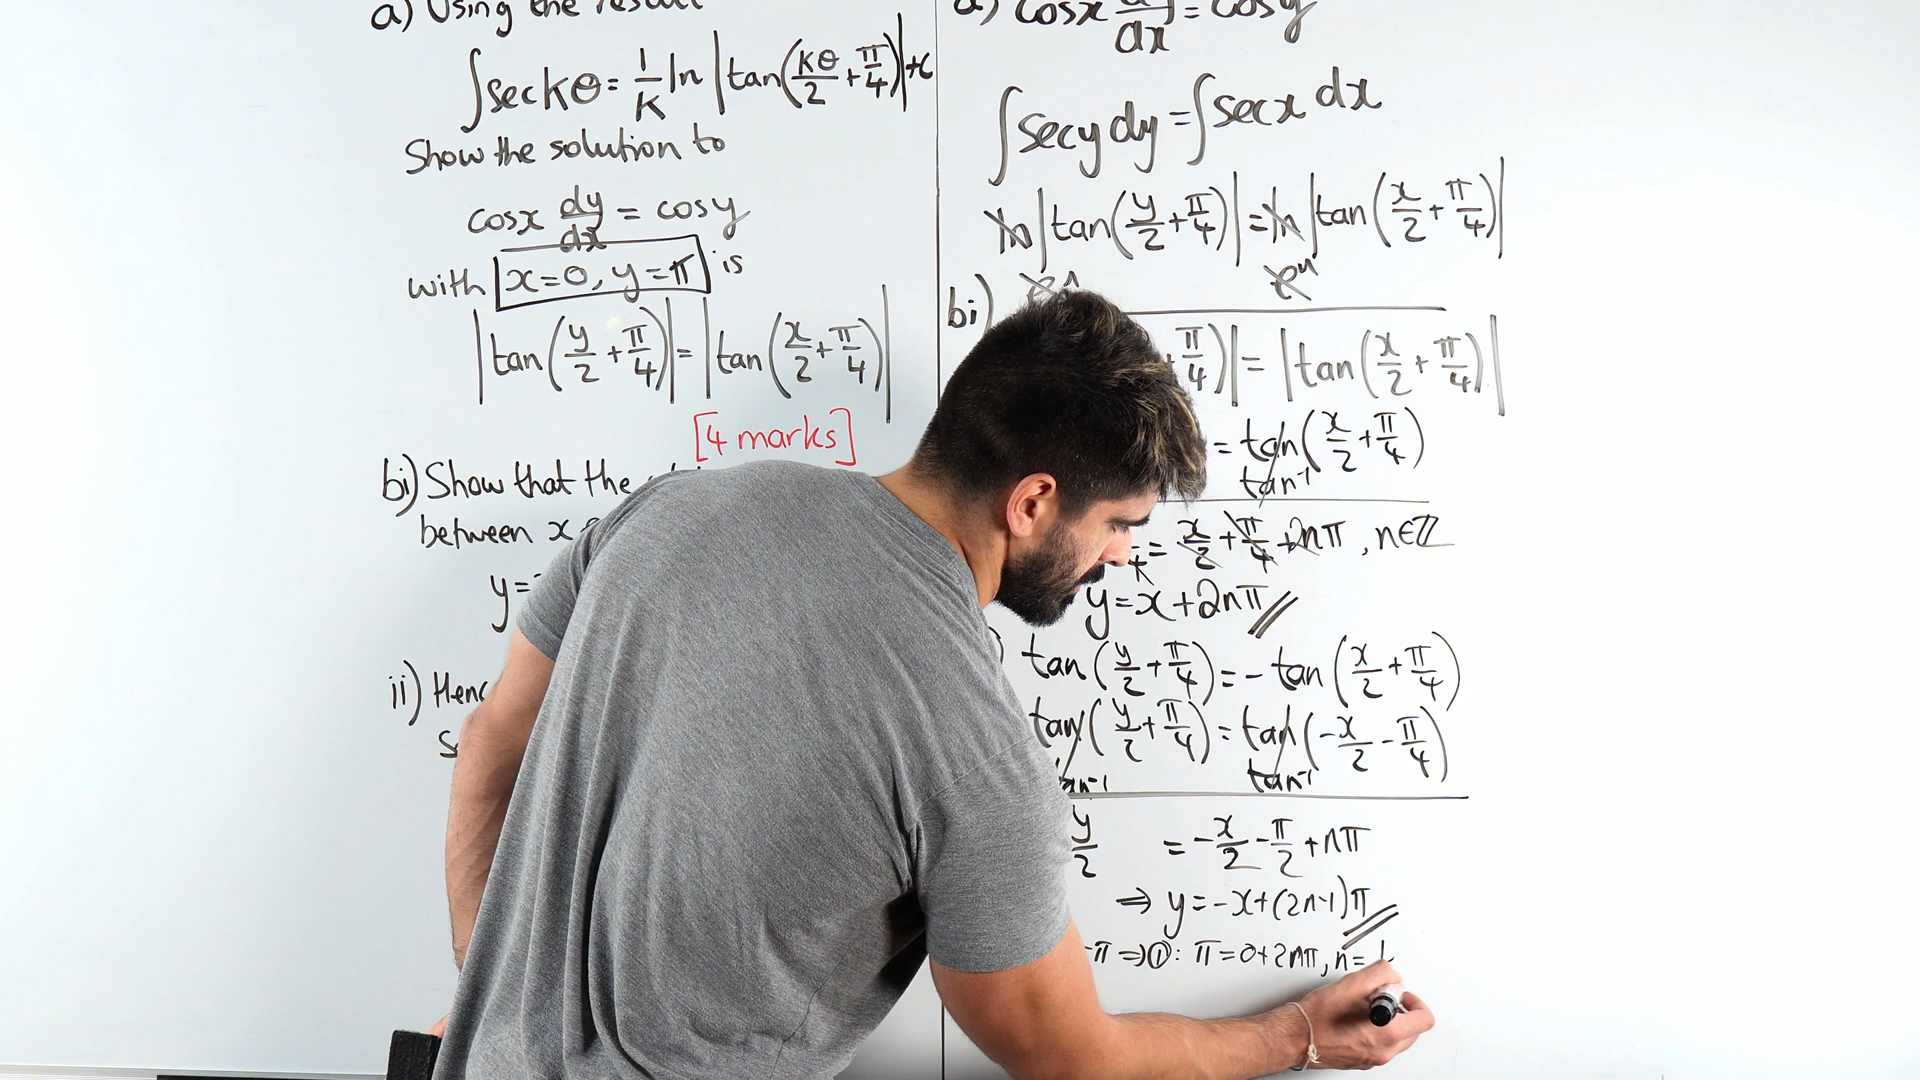 a) Using the result
∫seckθ = 1/k ln |tan(kθ/2 + π/4)| + c
Show the solution to
cosx dy/dx = cosy
with x=0, y=π is
|tan(y/2 + π/4)| = |tan(x/2 + π/4)|
[4 marks]
bi) Show that the
between x
y=
ii) Henc
a) cosx dy/dx = cosy
∫secy dy = ∫secx dx
ln|tan(y/2 + π/4)| = ln|tan(x/2 + π/4)|
e^
bi)
π/4)| = |tan(x/2 + π/4)|
= tan(x/2 + π/4)
tan⁻¹
= x/2 + π/4 + 2nπ, n∈ℤ
y = x + 2nπ //
tan(y/2 + π/4) = -tan(x/2 + π/4)
tan(y/2 + π/4) = tan(-x/2 - π/4)
tan⁻¹ tan⁻¹
y/2 = -x/2 - π/2 + nπ
⇒ y = -x + (2n-1)π //
π ⇒ ①: π = 0 + 2nπ, n =